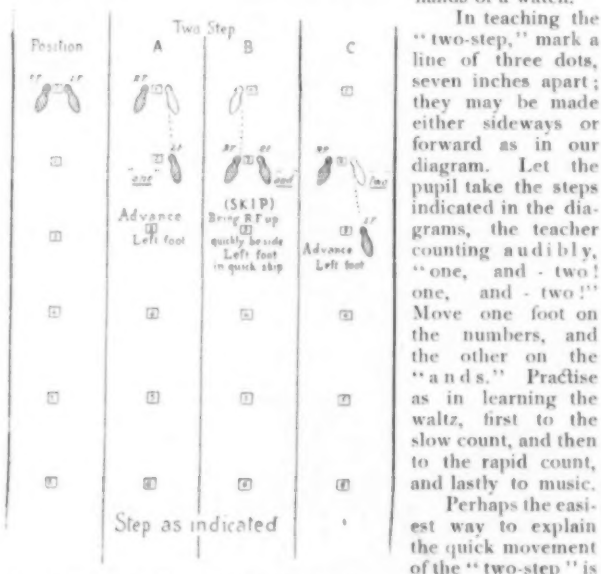 Two Step
Position
A
B
C
R F
L F
R F
L F
"one"
Advance
Left foot
R F
L F
"and"
(SKIP)
Bring R.F up
quickly beside
Left foot
in quick skip
R F
"two"
L F
Advance
Left foot
Step as indicated
hands of a watch.
In teaching the
“ two-step,” mark a
line of three dots,
seven inches apart ;
they may be made
either sideways or
forward as in our
diagram. Let the
pupil take the steps
indicated in the dia-
grams, the teacher
counting audibly,
“ one, and - two !
one, and - two !”
Move one foot on
the numbers, and
the other on the
“ ands.” Practise
as in learning the
waltz, first to the
slow count, and then
to the rapid count,
and lastly to music.
Perhaps the easi-
est way to explain
the quick movement
of the “ two-step ” is